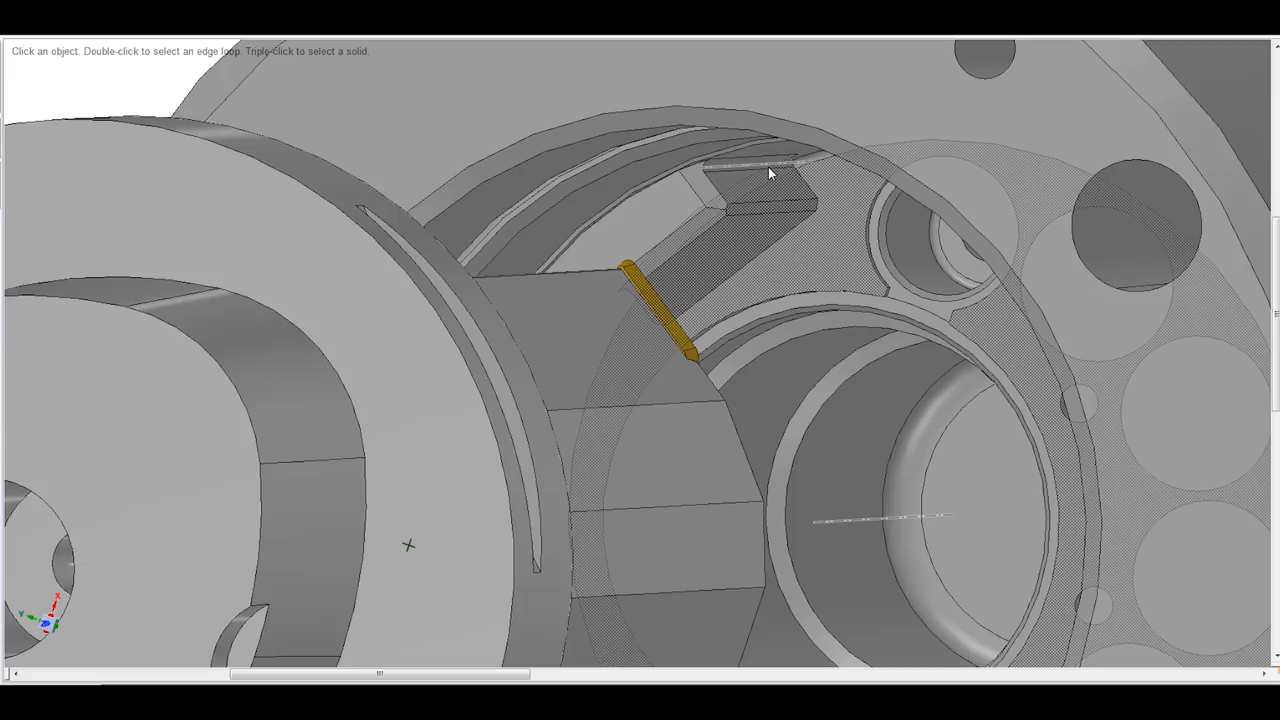 Click an object. Double-click to select an edge loop. Triple-click to select a solid.
X
Y